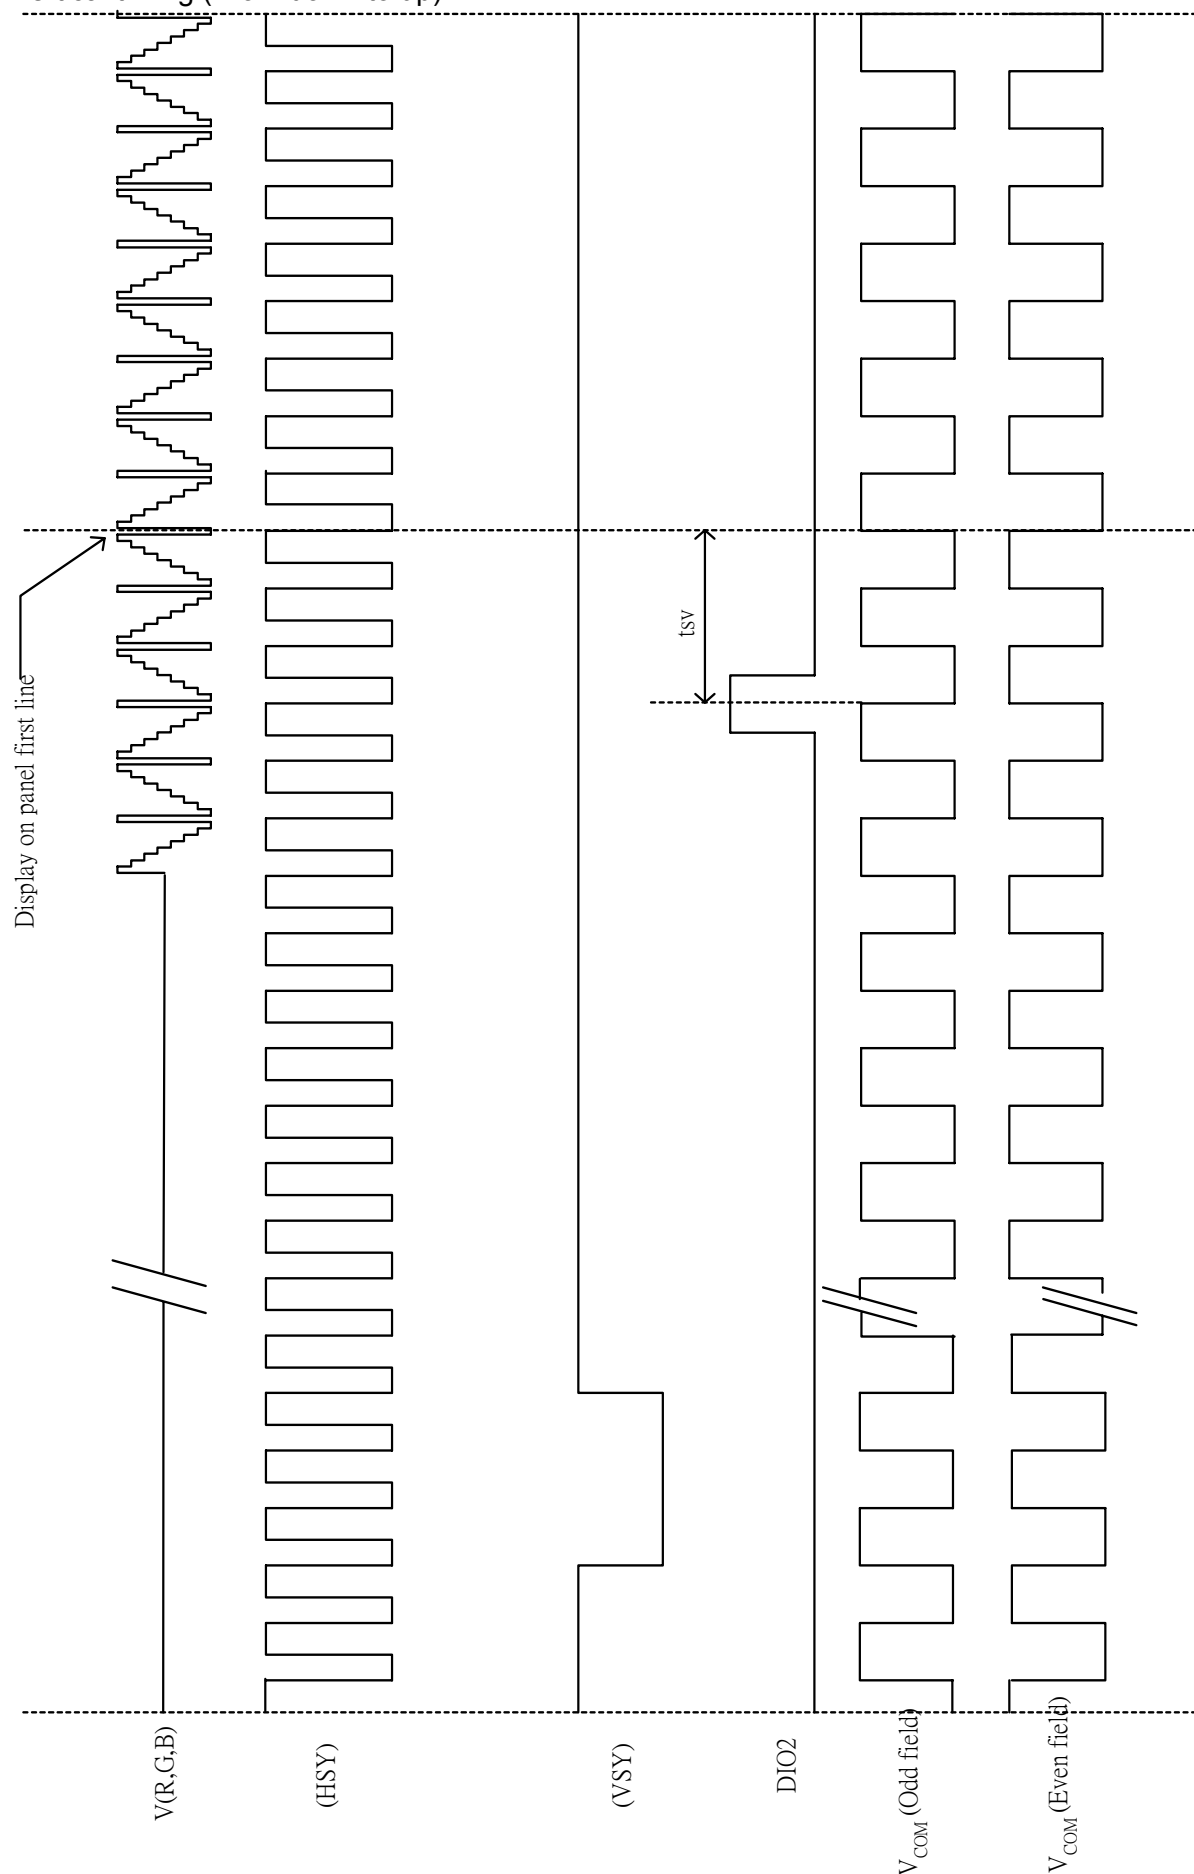 Display on panel first line
tsv
V(R,G,B)
(HSY)
(VSY)
DIO2
VCOM (Odd field)
VCOM (Even field)